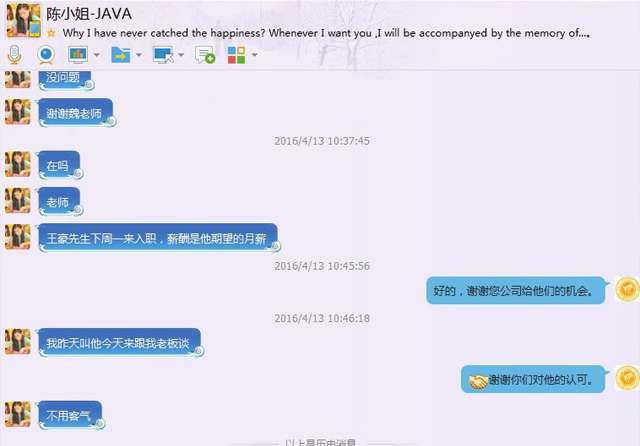 陈小姐-JAVA
Why I have never catched the happiness? Whenever I want you ,I will be accompanyed by the memory of...。
没问题
谢谢魏老师
2016/4/13 10:37:45
在吗
老师
王豪先生下周一来入职，薪酬是他期望的月薪
2016/4/13 10:45:56
好的，谢谢您公司给他们的机会。
2016/4/13 10:46:18
我昨天叫他今天来跟我老板谈
谢谢你们对他的认可。
不用客气
以上是历史消息